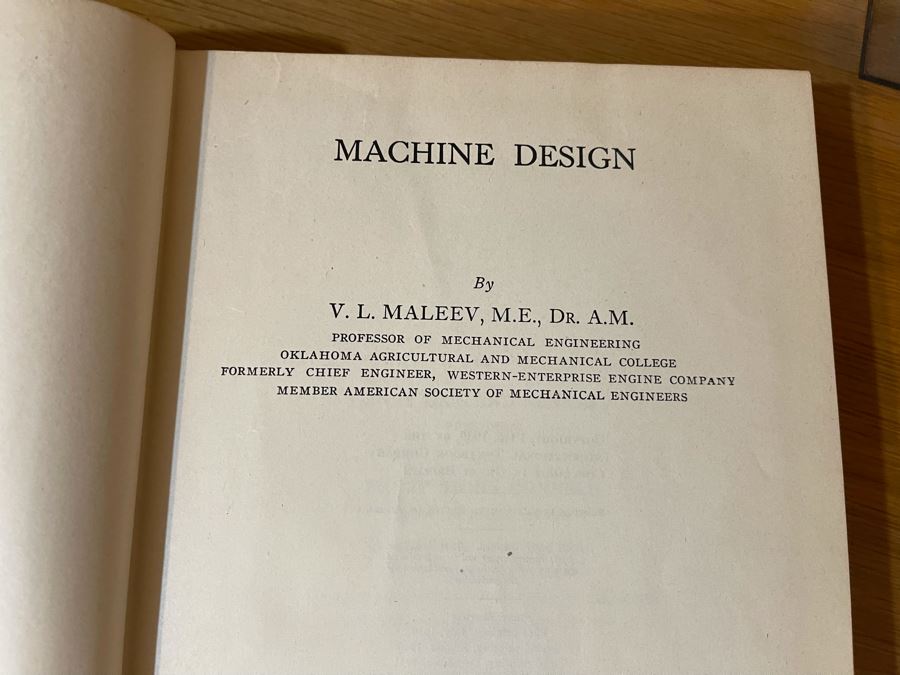 MACHINE DESIGN
By
V. L. MALEEV, M.E., DR. A.M.
PROFESSOR OF MECHANICAL ENGINEERING
OKLAHOMA AGRICULTURAL AND MECHANICAL COLLEGE
FORMERLY CHIEF ENGINEER, WESTERN-ENTERPRISE ENGINE COMPANY
MEMBER AMERICAN SOCIETY OF MECHANICAL ENGINEERS